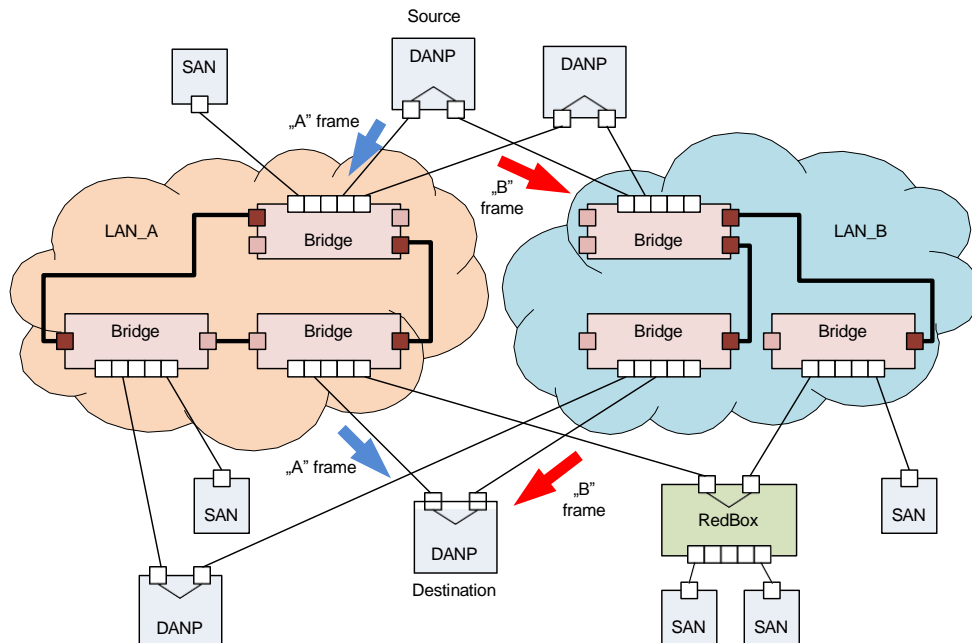 Source
SAN
DANP
DANP
„A” frame
„B”
frame
LAN_A
Bridge
Bridge
LAN_B
Bridge
Bridge
Bridge
Bridge
„A” frame
„B”
frame
SAN
DANP
Destination
RedBox
SAN
DANP
SAN
SAN